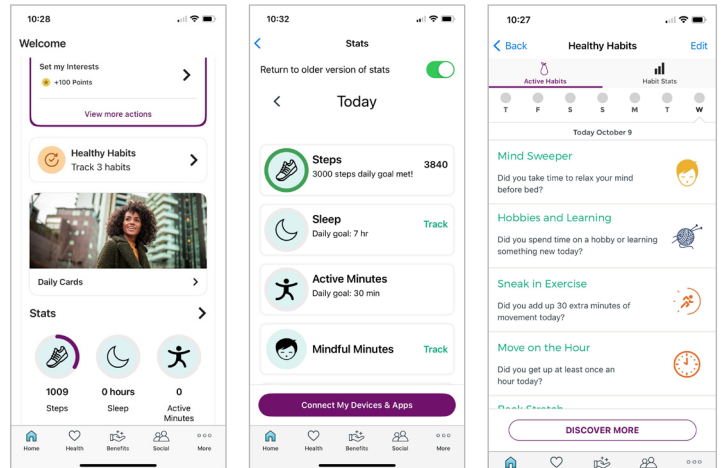 10:28
Welcome
Set my Interests
+100 Points
View more actions
Healthy Habits
Track 3 habits
Daily Cards
Stats
1009
Steps
0 hours
Sleep
0
Active
Minutes
Home
Health
Benefits
Social
More
10:32
Stats
Return to older version of stats
Today
Steps
3000 steps daily goal met!
3840
Sleep
Daily goal: 7 hr
Track
Active Minutes
Daily goal: 30 min
Mindful Minutes
Track
Connect My Devices & Apps
Home
Health
Benefits
Social
More
10:27
Back
Healthy Habits
Edit
Active Habits
Habit Stats
T F S S M T W
Today October 9
Mind Sweeper
Did you take time to relax your mind
before bed?
Hobbies and Learning
Did you spend time on a hobby or learning
something new today?
Sneak in Exercise
Did you add up 30 extra minutes of
movement today?
Move on the Hour
Did you get up at least once an
hour today?
Back Stretch
DISCOVER MORE